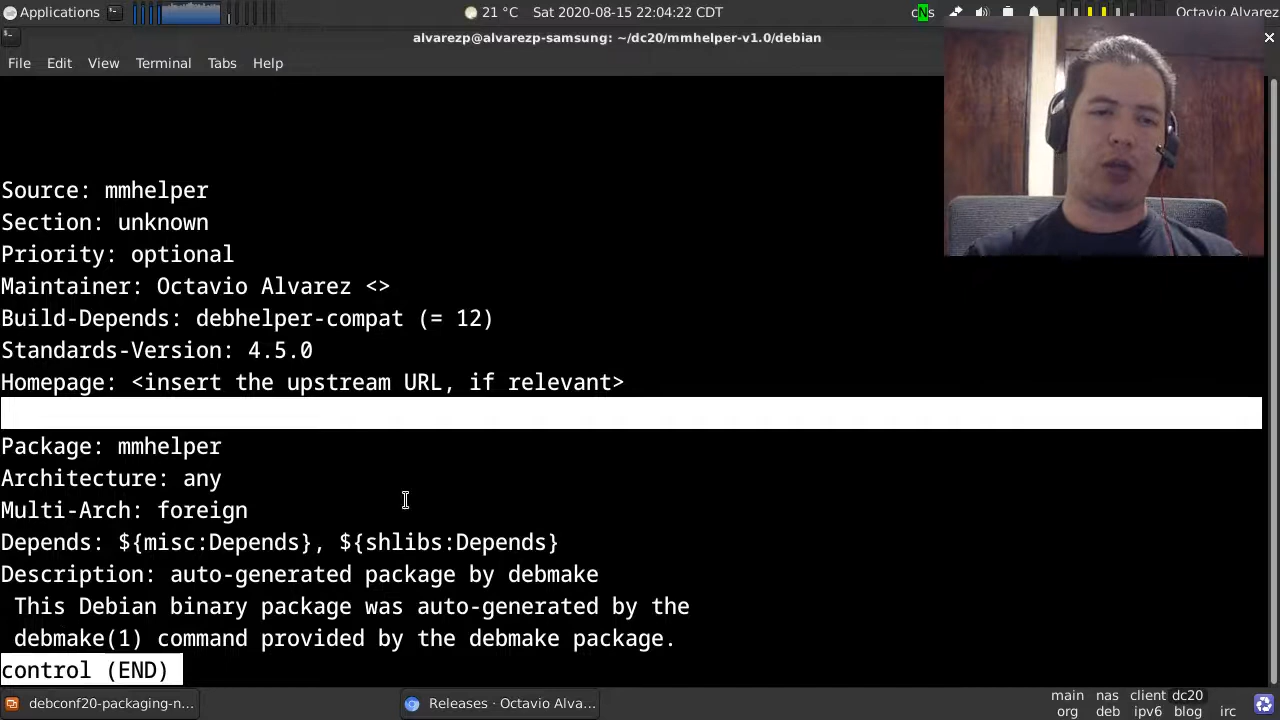 Applications
21 °C
Sat 2020-08-15 22:04:22 CDT
cNs
Octavio Alvarez
alvarezp@alvarezp-samsung: ~/dc20/mmhelper-v1.0/debian
File Edit View Terminal Tabs Help
Source: mmhelper
Section: unknown
Priority: optional
Maintainer: Octavio Alvarez <>
Build-Depends: debhelper-compat (= 12)
Standards-Version: 4.5.0
Homepage: <insert the upstream URL, if relevant>
Package: mmhelper
Architecture: any
Multi-Arch: foreign
Depends: ${misc:Depends}, ${shlibs:Depends}
Description: auto-generated package by debmake
This Debian binary package was auto-generated by the
debmake(1) command provided by the debmake package.
control (END)
debconf20-packaging-n...
Releases · Octavio Alva...
main nas client dc20
org deb ipv6 blog irc